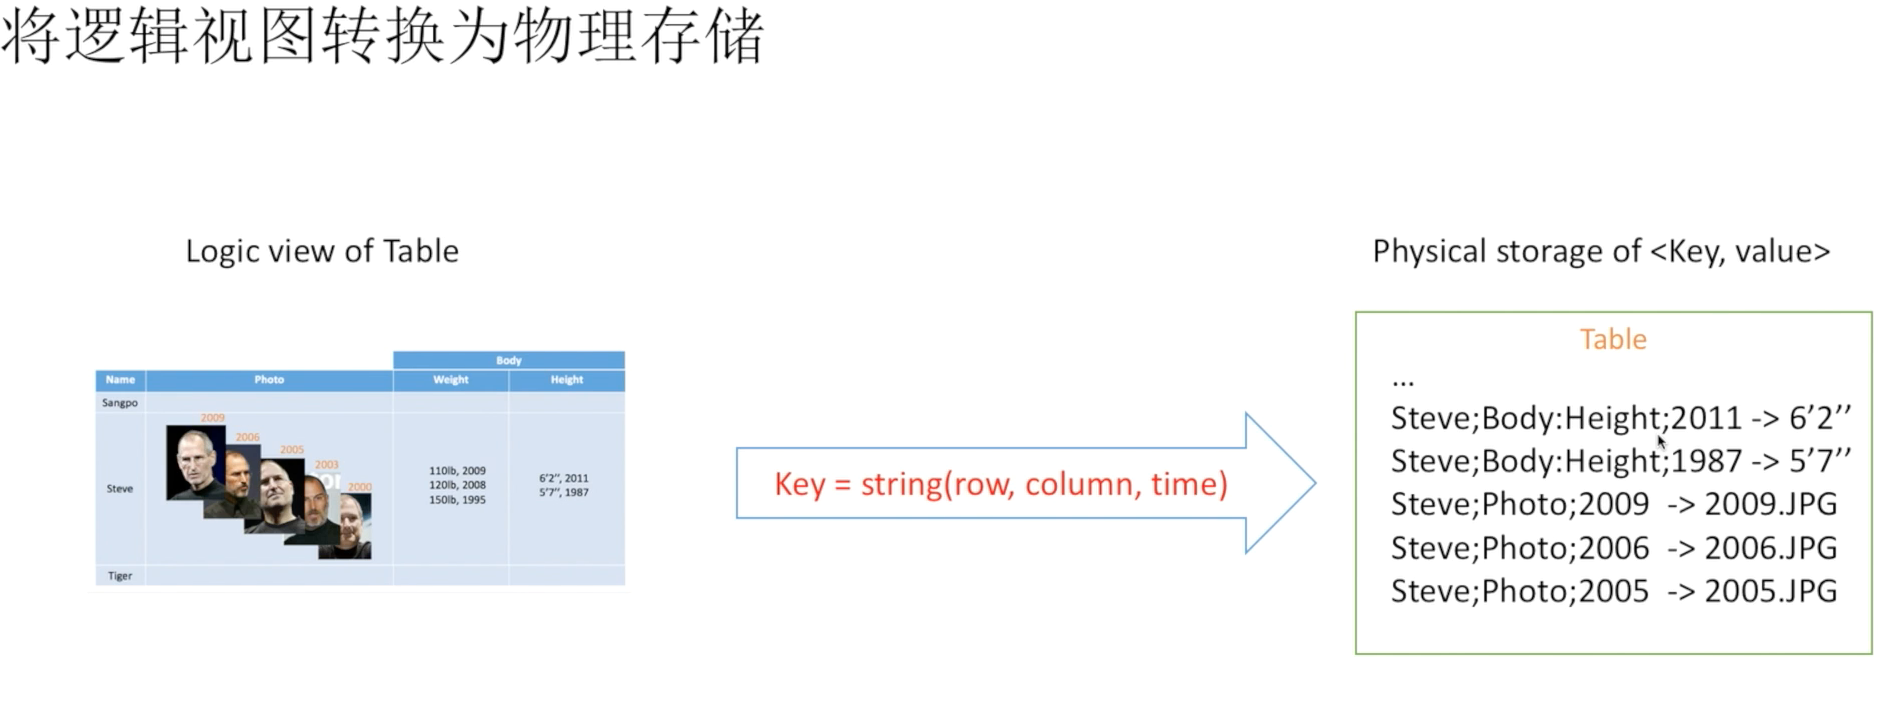 将逻辑视图转换为物理存储
Logic view of Table
Physical storage of <Key, value>
Body
Name Photo Weight Height
Sangpo
2009
2006
2005
2003
2000
Steve
110lb, 2009
120lb, 2008
150lb, 1995
6'2'', 2011
5'7'', 1987
Tiger
Key = string(row, column, time)
Table
...
Steve;Body:Height;2011 -> 6'2''
Steve;Body:Height;1987 -> 5'7''
Steve;Photo;2009 -> 2009.JPG
Steve;Photo;2006 -> 2006.JPG
Steve;Photo;2005 -> 2005.JPG